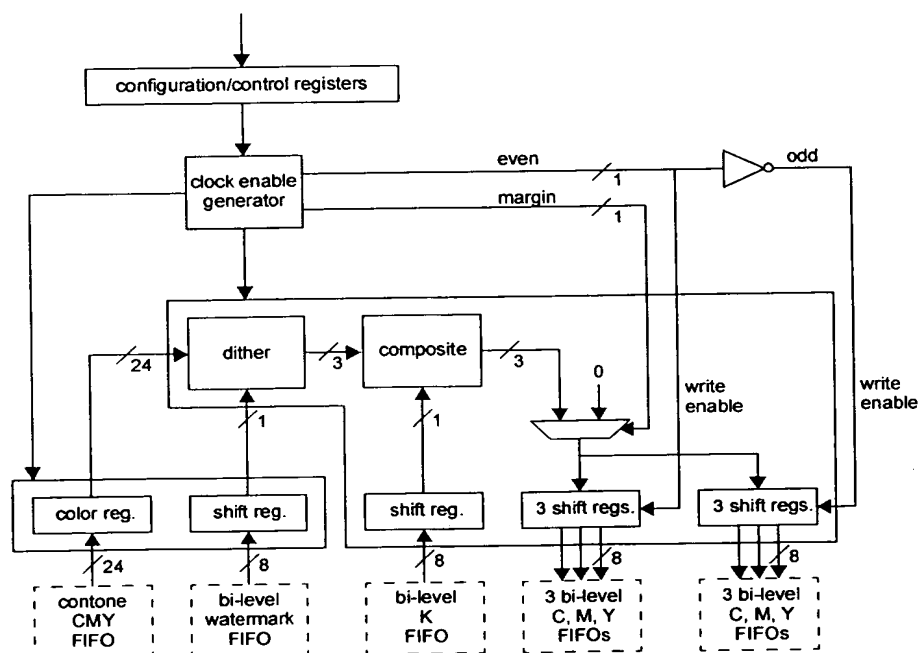 configuration/control registers
clock enable
generator
even
1
odd
margin
1
dither
composite
24
3
3
0
1
1
write
enable
write
enable
color reg.
shift reg.
shift reg.
3 shift regs.
3 shift regs.
24
8
8
8
8
contone
CMY
FIFO
bi-level
watermark
FIFO
bi-level
K
FIFO
3 bi-level
C, M, Y
FIFOs
3 bi-level
C, M, Y
FIFOs